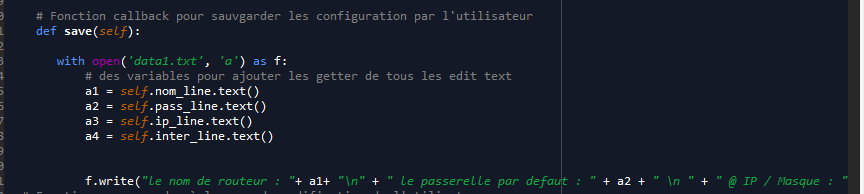 # Fonction callback pour sauvgarder les configuration par l'utilisateur
def save(self):
with open('data1.txt', 'a') as f:
# des variables pour ajouter les getter de tous les edit text
a1 = self.nom_line.text()
a2 = self.pass_line.text()
a3 = self.ip_line.text()
a4 = self.inter_line.text()
f.write("le nom de routeur : "+ a1+ "\n" + " le passerelle par defaut : " + a2 + " \n " + " @ IP / Masque : "